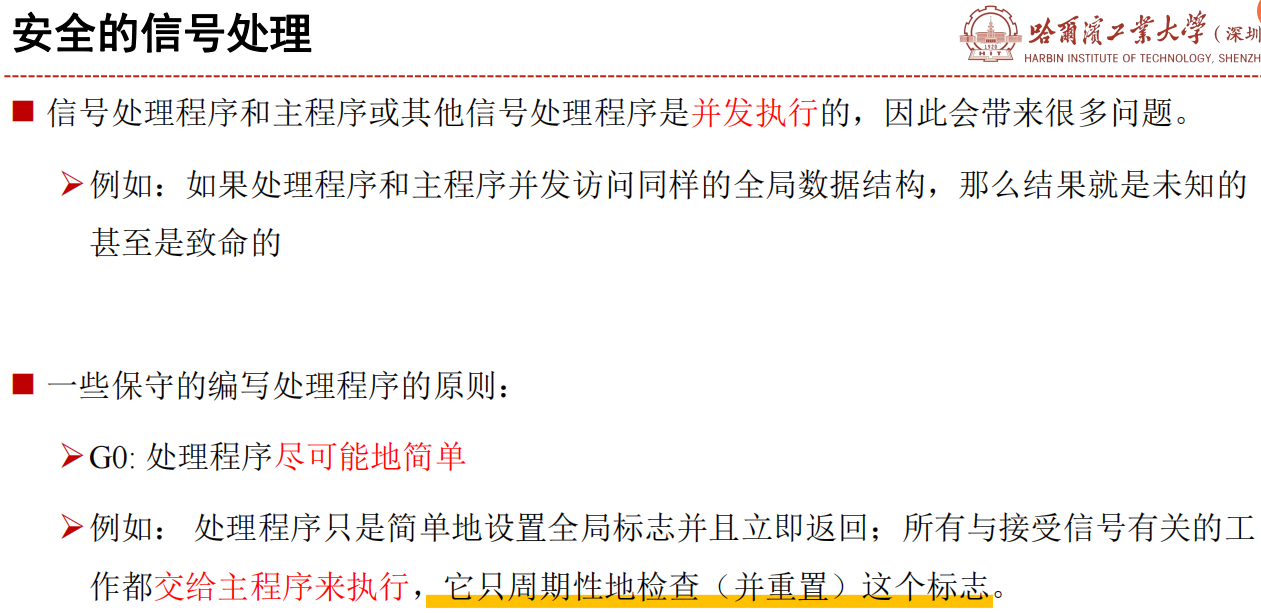 安全的信号处理
哈尔滨工业大学（深圳
HARBIN INSTITUTE OF TECHNOLOGY, SHENZH
1920
HIT
信号处理程序和主程序或其他信号处理程序是并发执行的，因此会带来很多问题。
例如：如果处理程序和主程序并发访问同样的全局数据结构，那么结果就是未知的
甚至是致命的
一些保守的编写处理程序的原则：
G0: 处理程序尽可能地简单
例如： 处理程序只是简单地设置全局标志并且立即返回；所有与接受信号有关的工
作都交给主程序来执行，它只周期性地检查（并重置）这个标志。